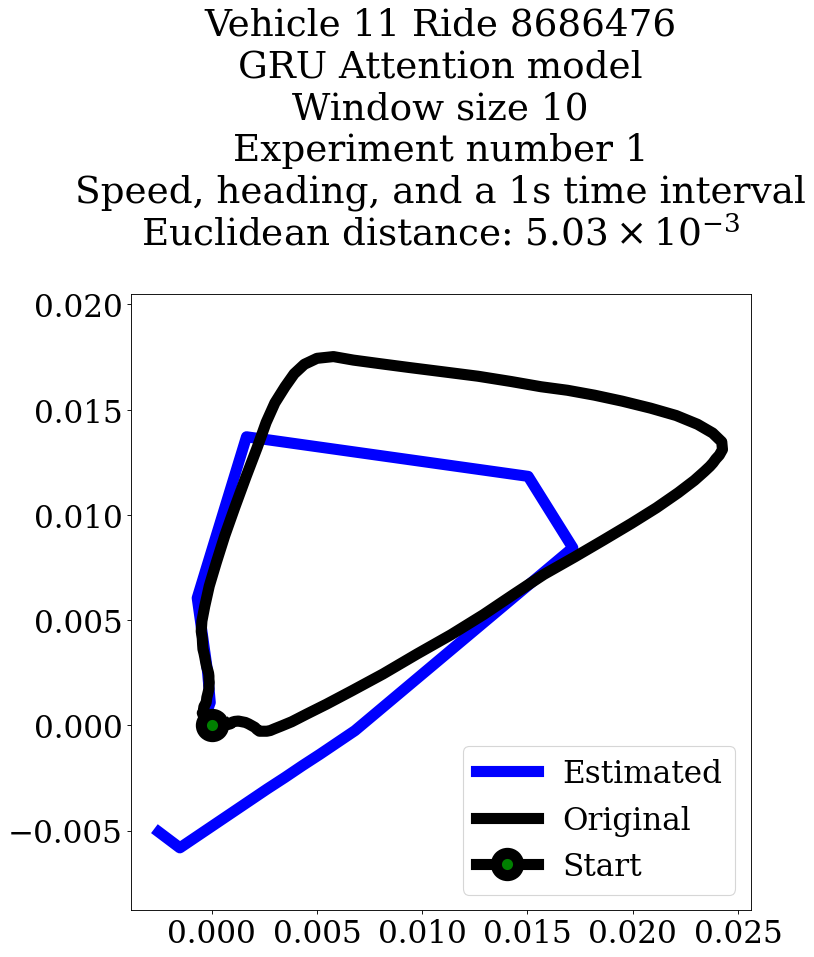 Vehicle 11 Ride 8686476
GRU Attention model
Window size 10
Experiment number 1
Speed, heading, and a 1s time interval
Euclidean distance: 5.03 × 10⁻³
0.020
0.015
0.010
0.005
0.000
−0.005
Estimated
Original
Start
0.000 0.005 0.010 0.015 0.020 0.025